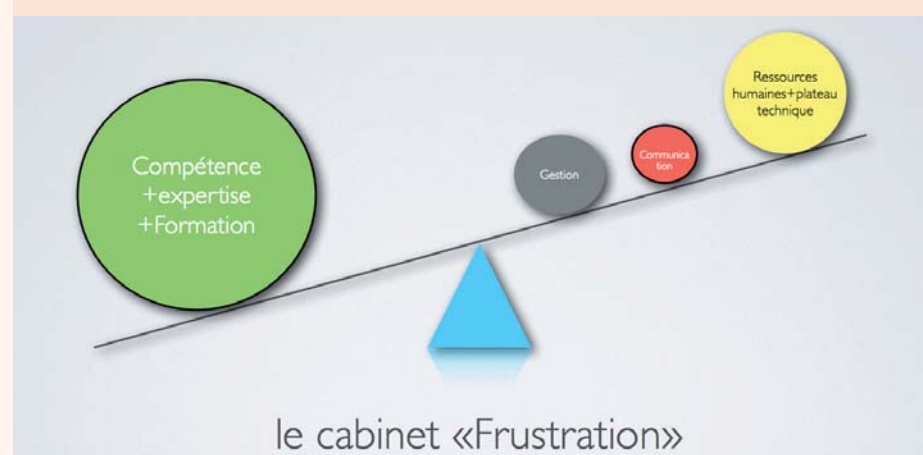 Compétence
+expertise
+Formation
Gestion
Communica
tion
Ressources
humaines+plateau
technique
le cabinet «Frustration»